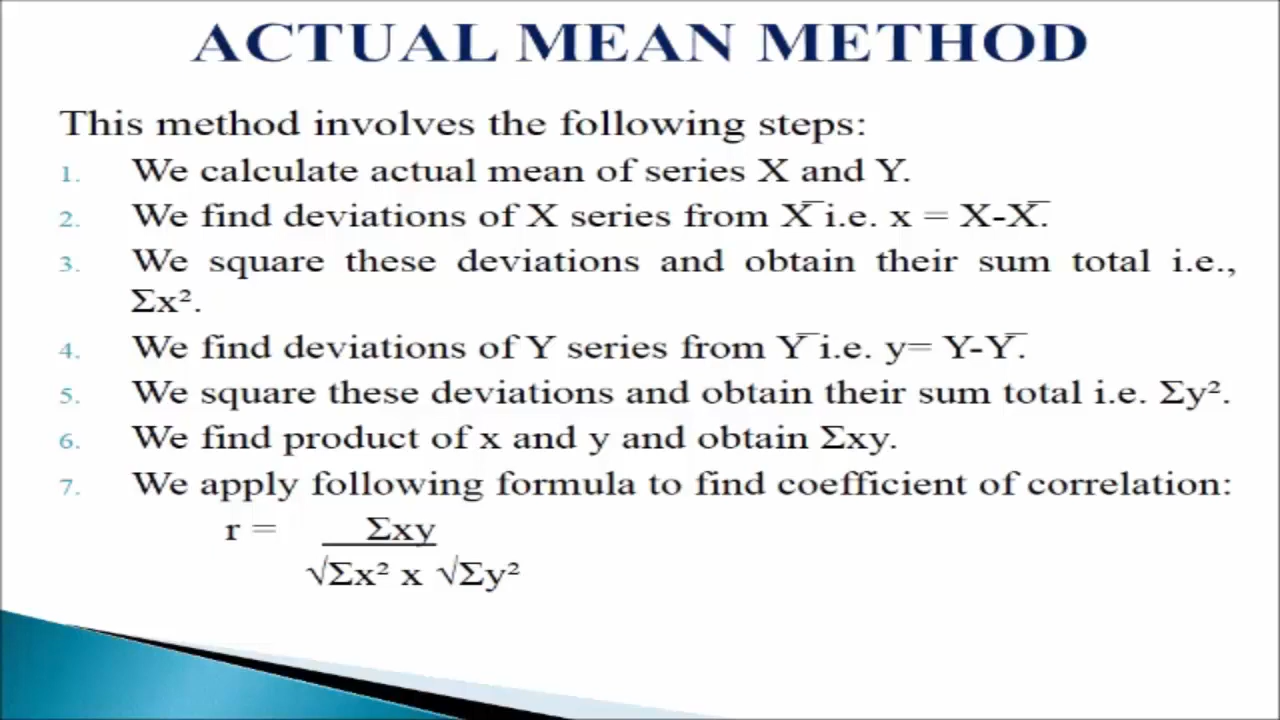 ACTUAL MEAN METHOD
This method involves the following steps:
1. We calculate actual mean of series X and Y.
2. We find deviations of X series from X̅ i.e. x = X-X̅.
3. We square these deviations and obtain their sum total i.e.,
Σx².
4. We find deviations of Y series from Y̅ i.e. y= Y-Y̅.
5. We square these deviations and obtain their sum total i.e. Σy².
6. We find product of x and y and obtain Σxy.
7. We apply following formula to find coefficient of correlation:
r = Σxy
√Σx² x √Σy²